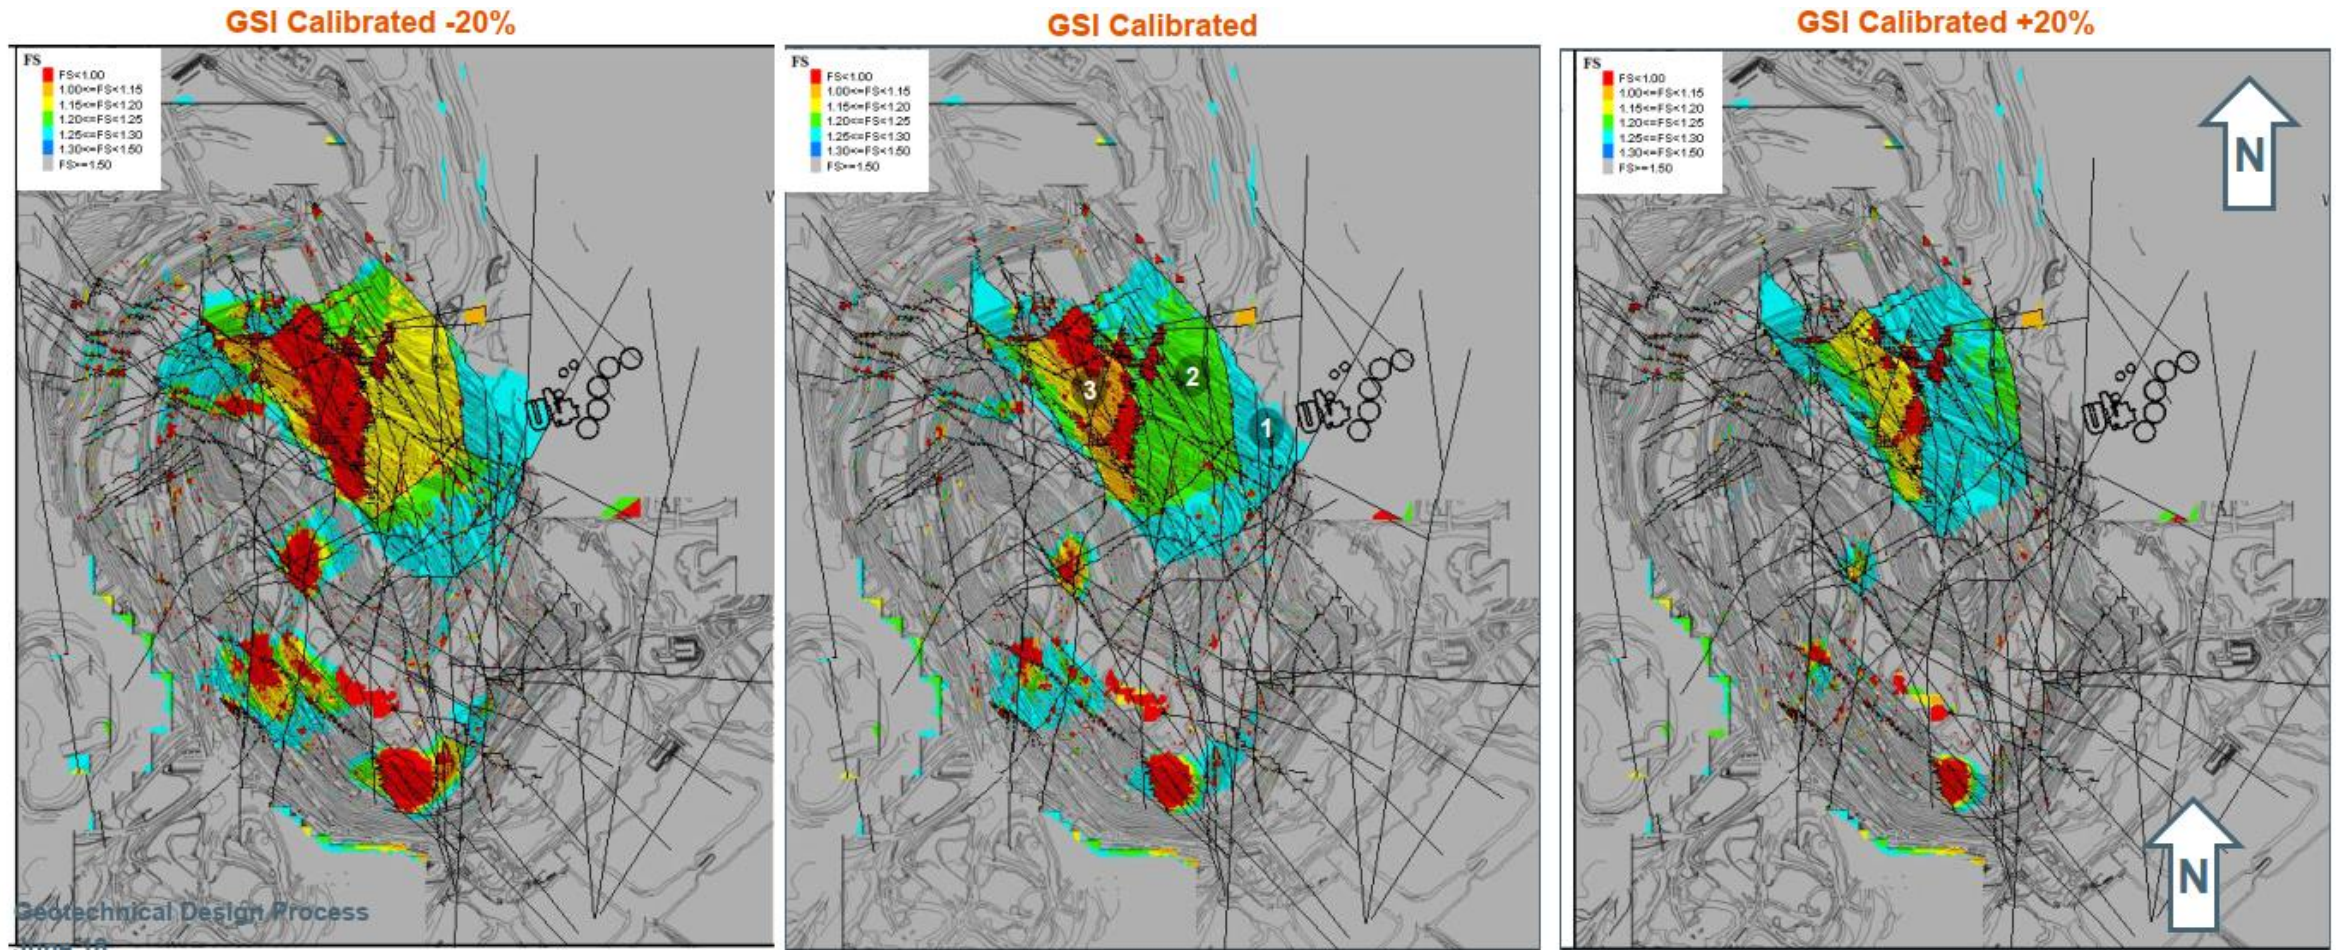 GSI Calibrated -20%
GSI Calibrated
GSI Calibrated +20%
FS
FS<1.00
1.00<=FS<1.15
1.15<=FS<1.20
1.20<=FS<1.25
1.25<=FS<1.30
1.30<=FS<1.50
FS>=1.50
FS
FS<1.00
1.00<=FS<1.15
1.15<=FS<1.20
1.20<=FS<1.25
1.25<=FS<1.30
1.30<=FS<1.50
FS>=1.50
FS
FS<1.00
1.00<=FS<1.15
1.15<=FS<1.20
1.20<=FS<1.25
1.25<=FS<1.30
1.30<=FS<1.50
FS>=1.50
N
2
3
1
N
Geotechnical Design Process